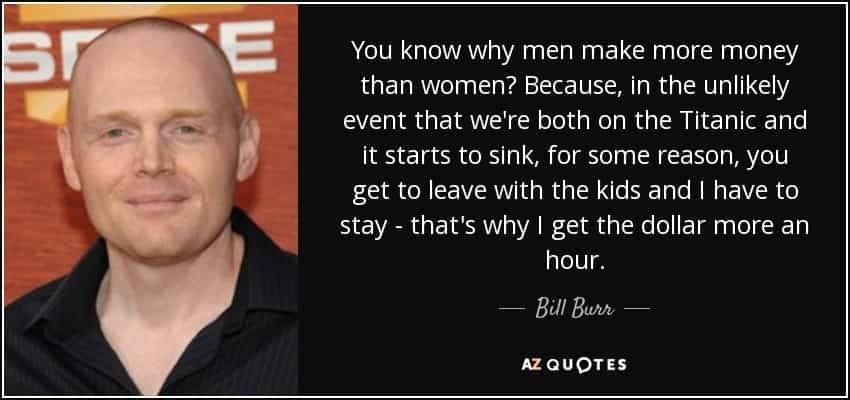 SPIKE
You know why men make more money
than women? Because, in the unlikely
event that we're both on the Titanic and
it starts to sink, for some reason, you
get to leave with the kids and I have to
stay - that's why I get the dollar more an
hour.
Bill Burr
AZ QUOTES